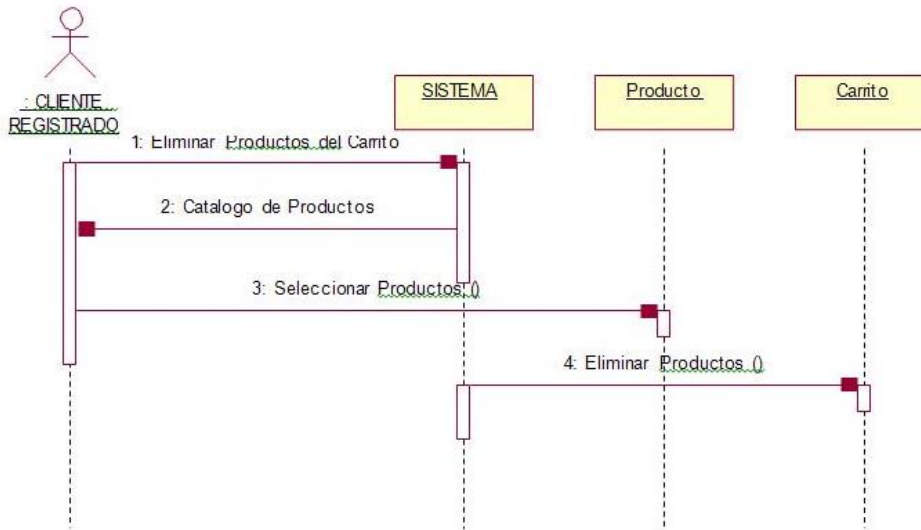 : CLIENTE
REGISTRADO
SISTEMA
Producto
Carrito
1: Eliminar Productos del Carrito
2: Catalogo de Productos
3: Seleccionar Productos ()
4: Eliminar Productos ()